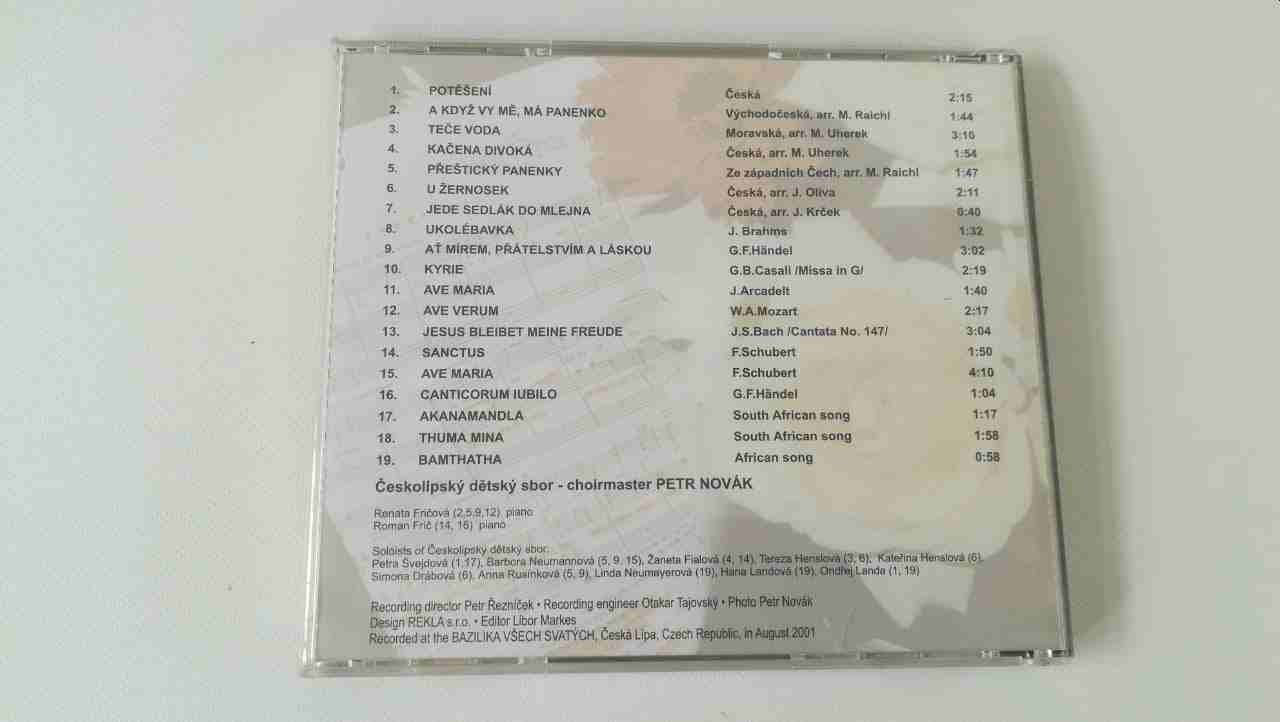 1. POTĚŠENÍ Česká 2:15
2. A KDYŽ VY MĚ, MÁ PANENKO Východočeská, arr. M. Raichl 1:44
3. TEČE VODA Moravská, arr. M. Uherek 3:10
4. KAČENA DIVOKÁ Česká, arr. M. Uherek 1:54
5. PŘEŠTICKÝ PANENKY Ze západních Čech, arr. M. Raichl 1:47
6. U ŽERNOSEK Česká, arr. J. Oliva 2:11
7. JEDE SEDLÁK DO MLEJNA Česká, arr. J. Krček 0:40
8. UKOLÉBAVKA J. Brahms 1:32
9. AŤ MÍREM, PŘÁTELSTVÍM A LÁSKOU G.F.Händel 3:02
10. KYRIE G.B.Casali /Missa in G/ 2:19
11. AVE MARIA J.Arcadelt 1:40
12. AVE VERUM W.A.Mozart 2:17
13. JESUS BLEIBET MEINE FREUDE J.S.Bach /Cantata No. 147/ 3:04
14. SANCTUS F.Schubert 1:50
15. AVE MARIA F.Schubert 4:10
16. CANTICORUM IUBILO G.F.Händel 1:04
17. AKANAMANDLA South African song 1:17
18. THUMA MINA South African song 1:58
19. BAMTHATHA African song 0:58
Českolipský dětský sbor - choirmaster PETR NOVÁK
Renata Fričová (2,5,9,12) piano
Roman Frič (14, 16) piano
Soloists of Českolipský dětský sbor:
Petra Švejdová (1,17), Barbora Neumannová (5, 9, 15), Žaneta Fialová (4, 14), Tereza Henslová (3, 6), Kateřina Henslová (6),
Simona Drábová (6), Anna Rusínková (5, 9), Linda Neumayerová (19), Hana Landová (19), Ondřej Landa (1, 19)
Recording director Petr Řezníček • Recording engineer Otakar Tajovský • Photo Petr Novák
Design REKLA s.r.o. • Editor Libor Markes
Recorded at the BAZILIKA VŠECH SVATÝCH, Česká Lípa, Czech Republic, in August 2001